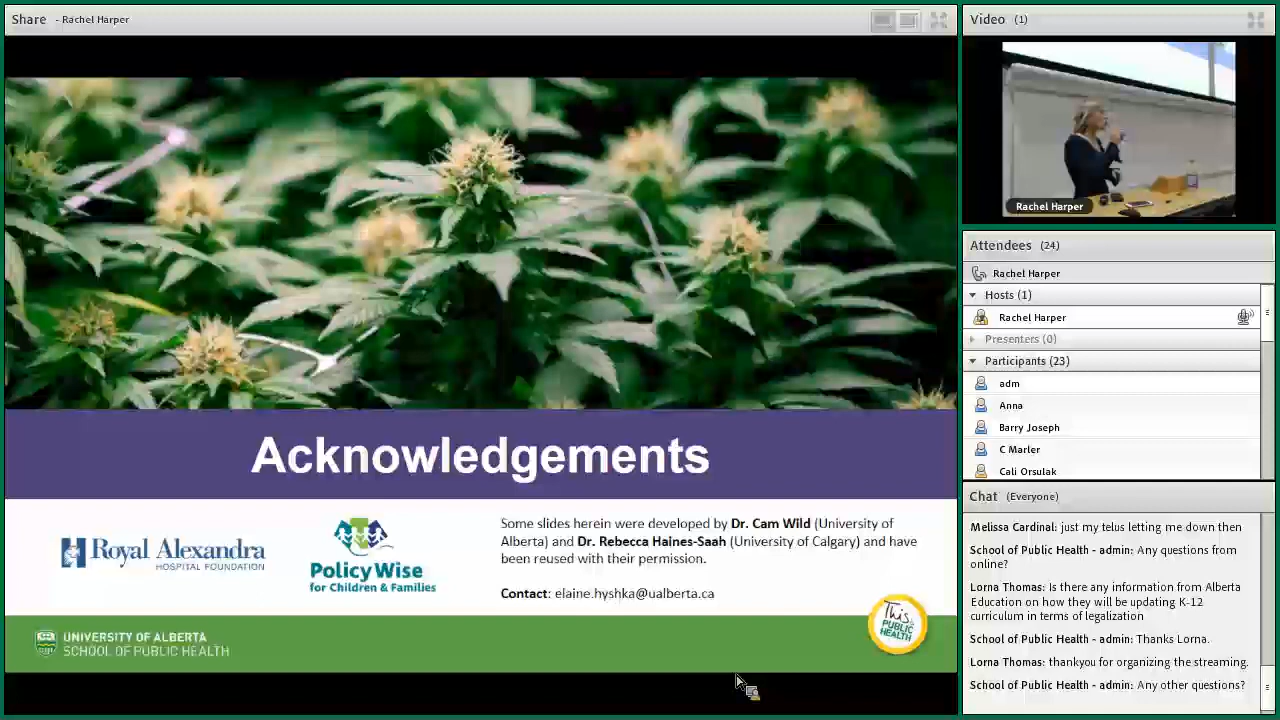 Share - Rachel Harper
Acknowledgements
Royal Alexandra
HOSPITAL FOUNDATION
PolicyWise
for Children & Families
Some slides herein were developed by Dr. Cam Wild (University of
Alberta) and Dr. Rebecca Haines-Saah (University of Calgary) and have
been reused with their permission.
Contact: elaine.hyshka@ualberta.ca
This is
PUBLIC
HEALTH
UNIVERSITY OF ALBERTA
SCHOOL OF PUBLIC HEALTH
Video (1)
Rachel Harper
Attendees (24)
Rachel Harper
Hosts (1)
Rachel Harper
Presenters (0)
Participants (23)
adm
Anna
Barry Joseph
C Marler
Cali Orsulak
Chat (Everyone)
Melissa Cardinal: just my telus letting me down then
School of Public Health - admin: Any questions from
online?
Lorna Thomas: Is there any information from Alberta
Education on how they will be updating K-12
curriculum in terms of legalization
School of Public Health - admin: Thanks Lorna.
Lorna Thomas: thankyou for organizing the streaming.
School of Public Health - admin: Any other questions?